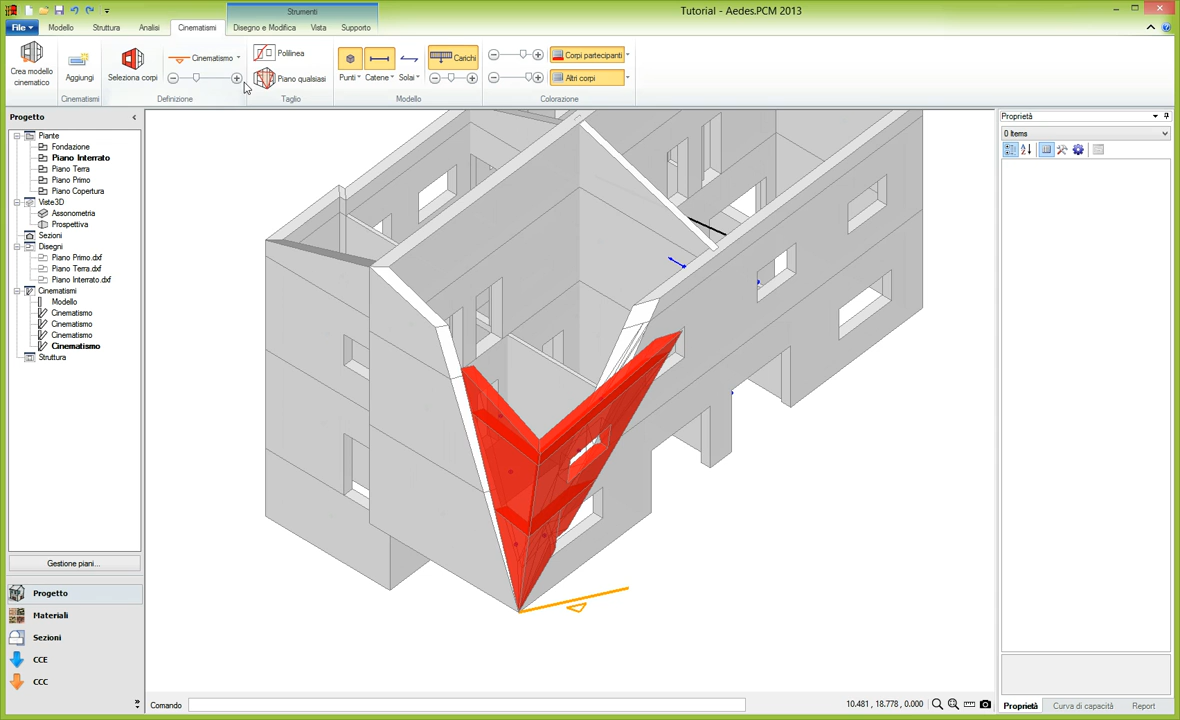 Strumenti
Tutorial - Aedes.PCM 2013
File Modello Struttura Analisi Cinematismi Disegno e Modifica Vista Supporto
Crea modello cinematico
Aggiungi
Seleziona corpi
Cinematismo
Polilinea
Piano qualsiasi
Punti Catene Solai
Carichi
Corpi partecipanti
Altri corpi
Cinematismi Definizione Taglio Modello Colorazione
Progetto
Piante
Fondazione
Piano Interrato
Piano Terra
Piano Primo
Piano Copertura
Viste3D
Assonometria
Prospettiva
Sezioni
Disegni
Piano Primo.dxf
Piano Terra.dxf
Piano Interrato.dxf
Cinematismi
Modello
Cinematismo
Cinematismo
Cinematismo
Cinematismo
Struttura
Gestione piani...
Progetto
Materiali
Sezioni
CCE
CCC
Comando
10.481 , 18.778 , 0.000
Proprietà
0 Items
Proprietà Curva di capacità Report